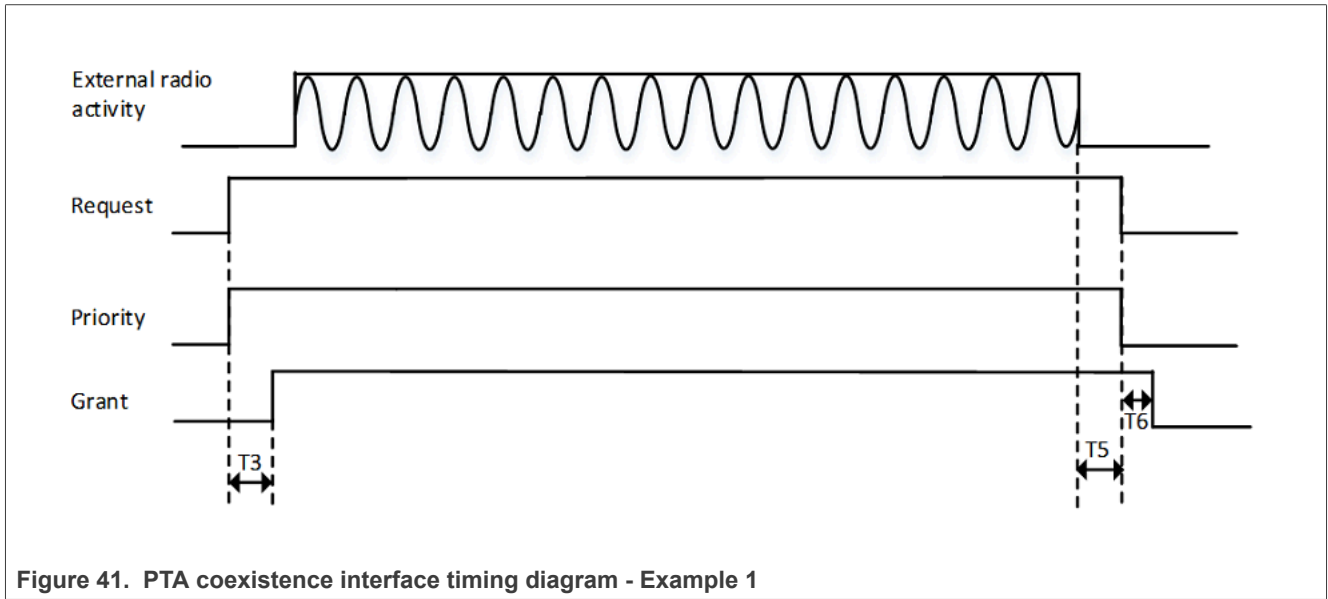 External radio
activity
Request
Priority
Grant
T3
T5
T6
Figure 41. PTA coexistence interface timing diagram - Example 1